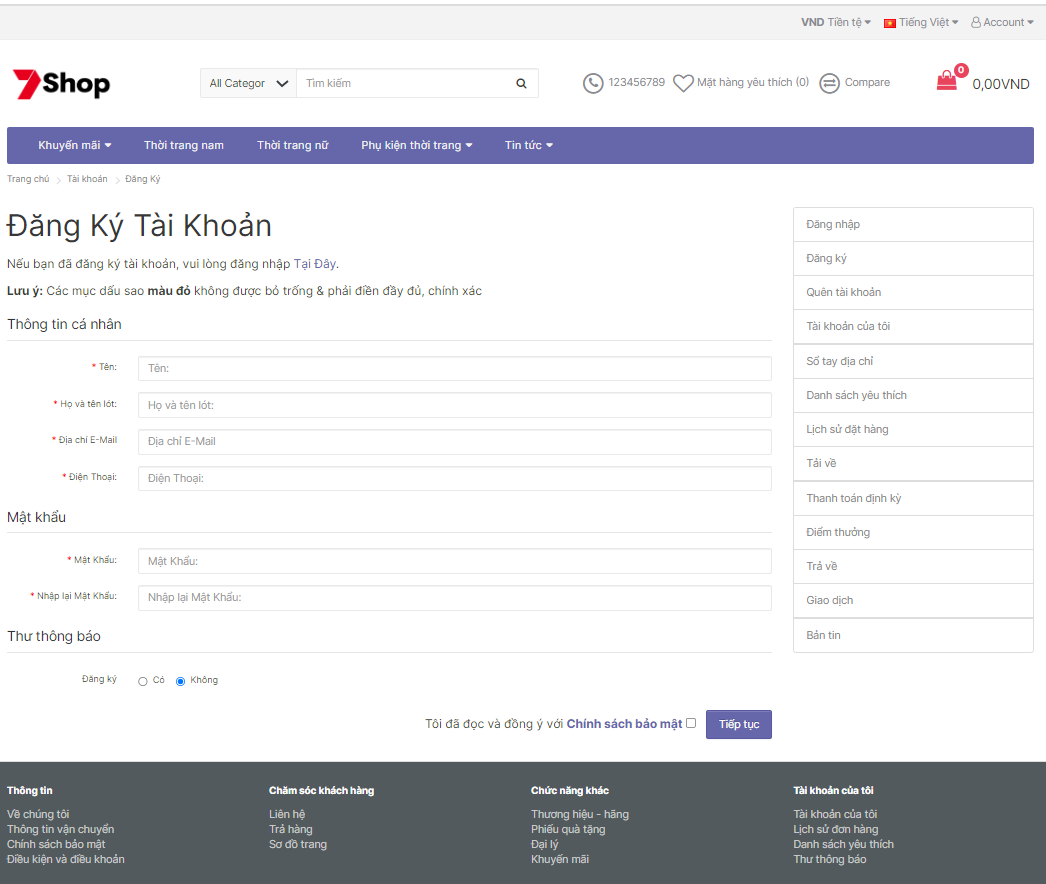 VND Tiền tệ Tiếng Việt Account
7Shop All Categor Tìm kiếm 123456789 Mặt hàng yêu thích (0) Compare 0 0,00VND
Khuyến mãi Thời trang nam Thời trang nữ Phụ kiện thời trang Tin tức
Trang chủ > Tài khoản > Đăng Ký
Đăng Ký Tài Khoản
Nếu bạn đã đăng ký tài khoản, vui lòng đăng nhập Tại Đây.
Lưu ý: Các mục dấu sao màu đỏ không được bỏ trống & phải điền đầy đủ, chính xác
Thông tin cá nhân
* Tên: Tên:
* Họ và tên lót: Họ và tên lót:
* Địa chỉ E-Mail Địa chỉ E-Mail
* Điện Thoại: Điện Thoại:
Mật khẩu
* Mật Khẩu: Mật Khẩu:
* Nhập lại Mật Khẩu: Nhập lại Mật Khẩu:
Thư thông báo
Đăng ký Có Không
Tôi đã đọc và đồng ý với Chính sách bảo mật Tiếp tục
Đăng nhập
Đăng ký
Quên tài khoản
Tài khoản của tôi
Sổ tay địa chỉ
Danh sách yêu thích
Lịch sử đặt hàng
Tải về
Thanh toán định kỳ
Điểm thưởng
Trả về
Giao dịch
Bản tin
Thông tin
Về chúng tôi
Thông tin vận chuyển
Chính sách bảo mật
Điều kiện và điều khoản
Chăm sóc khách hàng
Liên hệ
Trả hàng
Sơ đồ trang
Chức năng khác
Thương hiệu - hãng
Phiếu quà tặng
Đại lý
Khuyến mãi
Tài khoản của tôi
Tài khoản của tôi
Lịch sử đơn hàng
Danh sách yêu thích
Thư thông báo